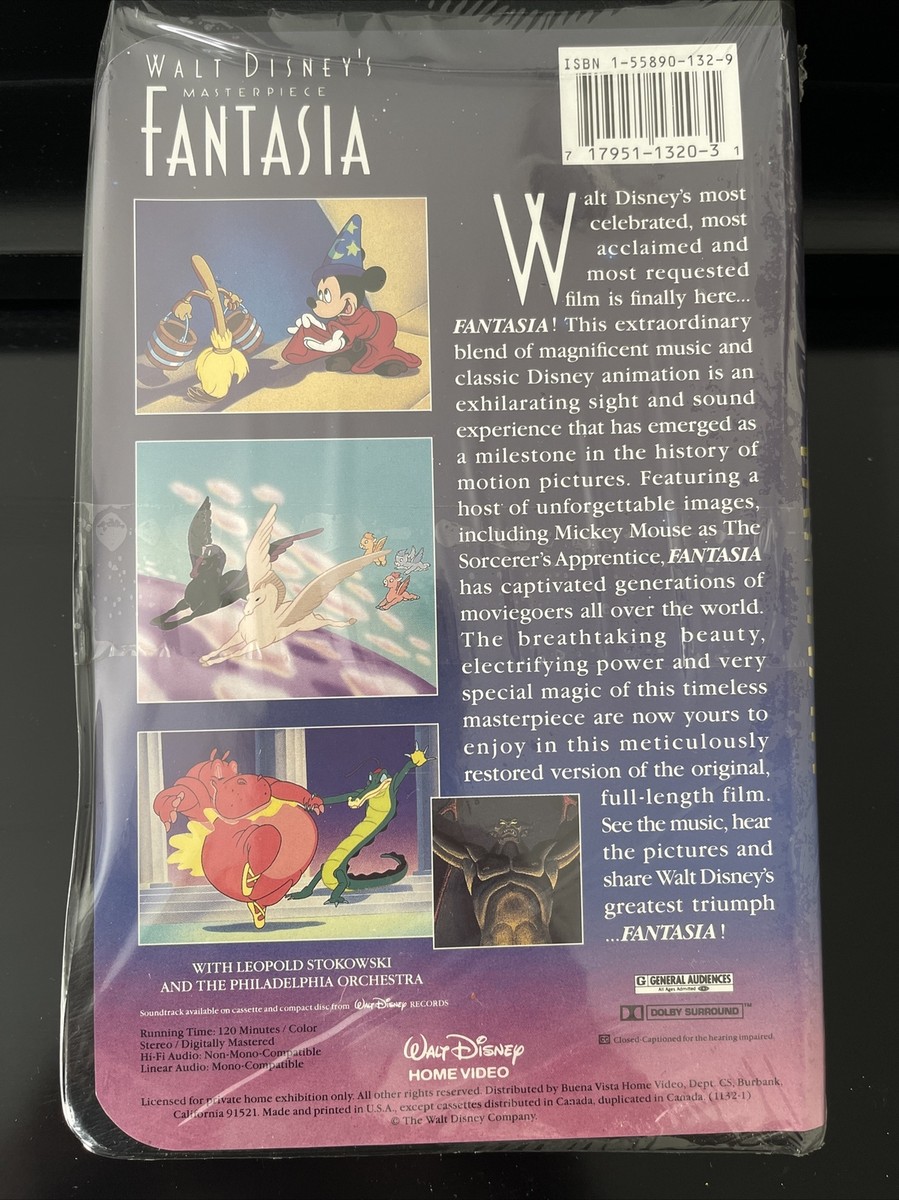 WALT DISNEY'S
MASTERPIECE
FANTASIA
ISBN 1-55890-132-9
7 17951-1320-3 1
Walt Disney's most
celebrated, most
acclaimed and
most requested
film is finally here...
FANTASIA! This extraordinary
blend of magnificent music and
classic Disney animation is an
exhilarating sight and sound
experience that has emerged as
a milestone in the history of
motion pictures. Featuring a
host of unforgettable images,
including Mickey Mouse as The
Sorcerer's Apprentice, FANTASIA
has captivated generations of
moviegoers all over the world.
The breathtaking beauty,
electrifying power and very
special magic of this timeless
masterpiece are now yours to
enjoy in this meticulously
restored version of the original,
full-length film.
See the music, hear
the pictures and
share Walt Disney's
greatest triumph
...FANTASIA!
WITH LEOPOLD STOKOWSKI
AND THE PHILADELPHIA ORCHESTRA
Soundtrack available on cassette and compact disc from Walt Disney RECORDS
Running Time: 120 Minutes / Color
Stereo / Digitally Mastered
Hi-Fi Audio: Non-Mono-Compatible
Linear Audio: Mono-Compatible
WALT DISNEY
HOME VIDEO
G GENERAL AUDIENCES
All Ages Admitted
DOLBY SURROUND™
CC Closed-Captioned for the hearing impaired.
Licensed for private home exhibition only. All other rights reserved. Distributed by Buena Vista Home Video, Dept. CS, Burbank,
California 91521. Made and printed in U.S.A., except cassettes distributed in Canada, duplicated in Canada. (1132-1)
© The Walt Disney Company.